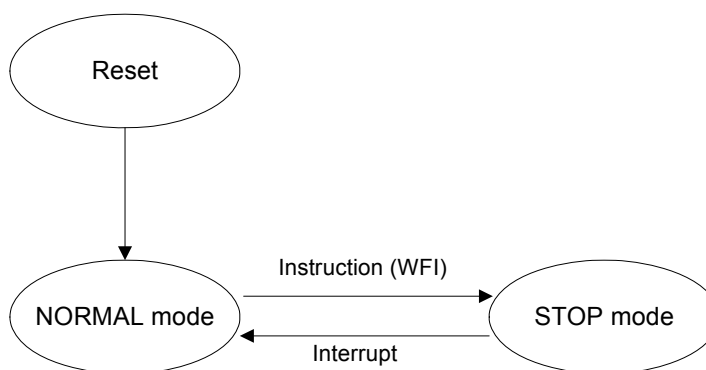 Reset
Instruction (WFI)
NORMAL mode
STOP mode
Interrupt